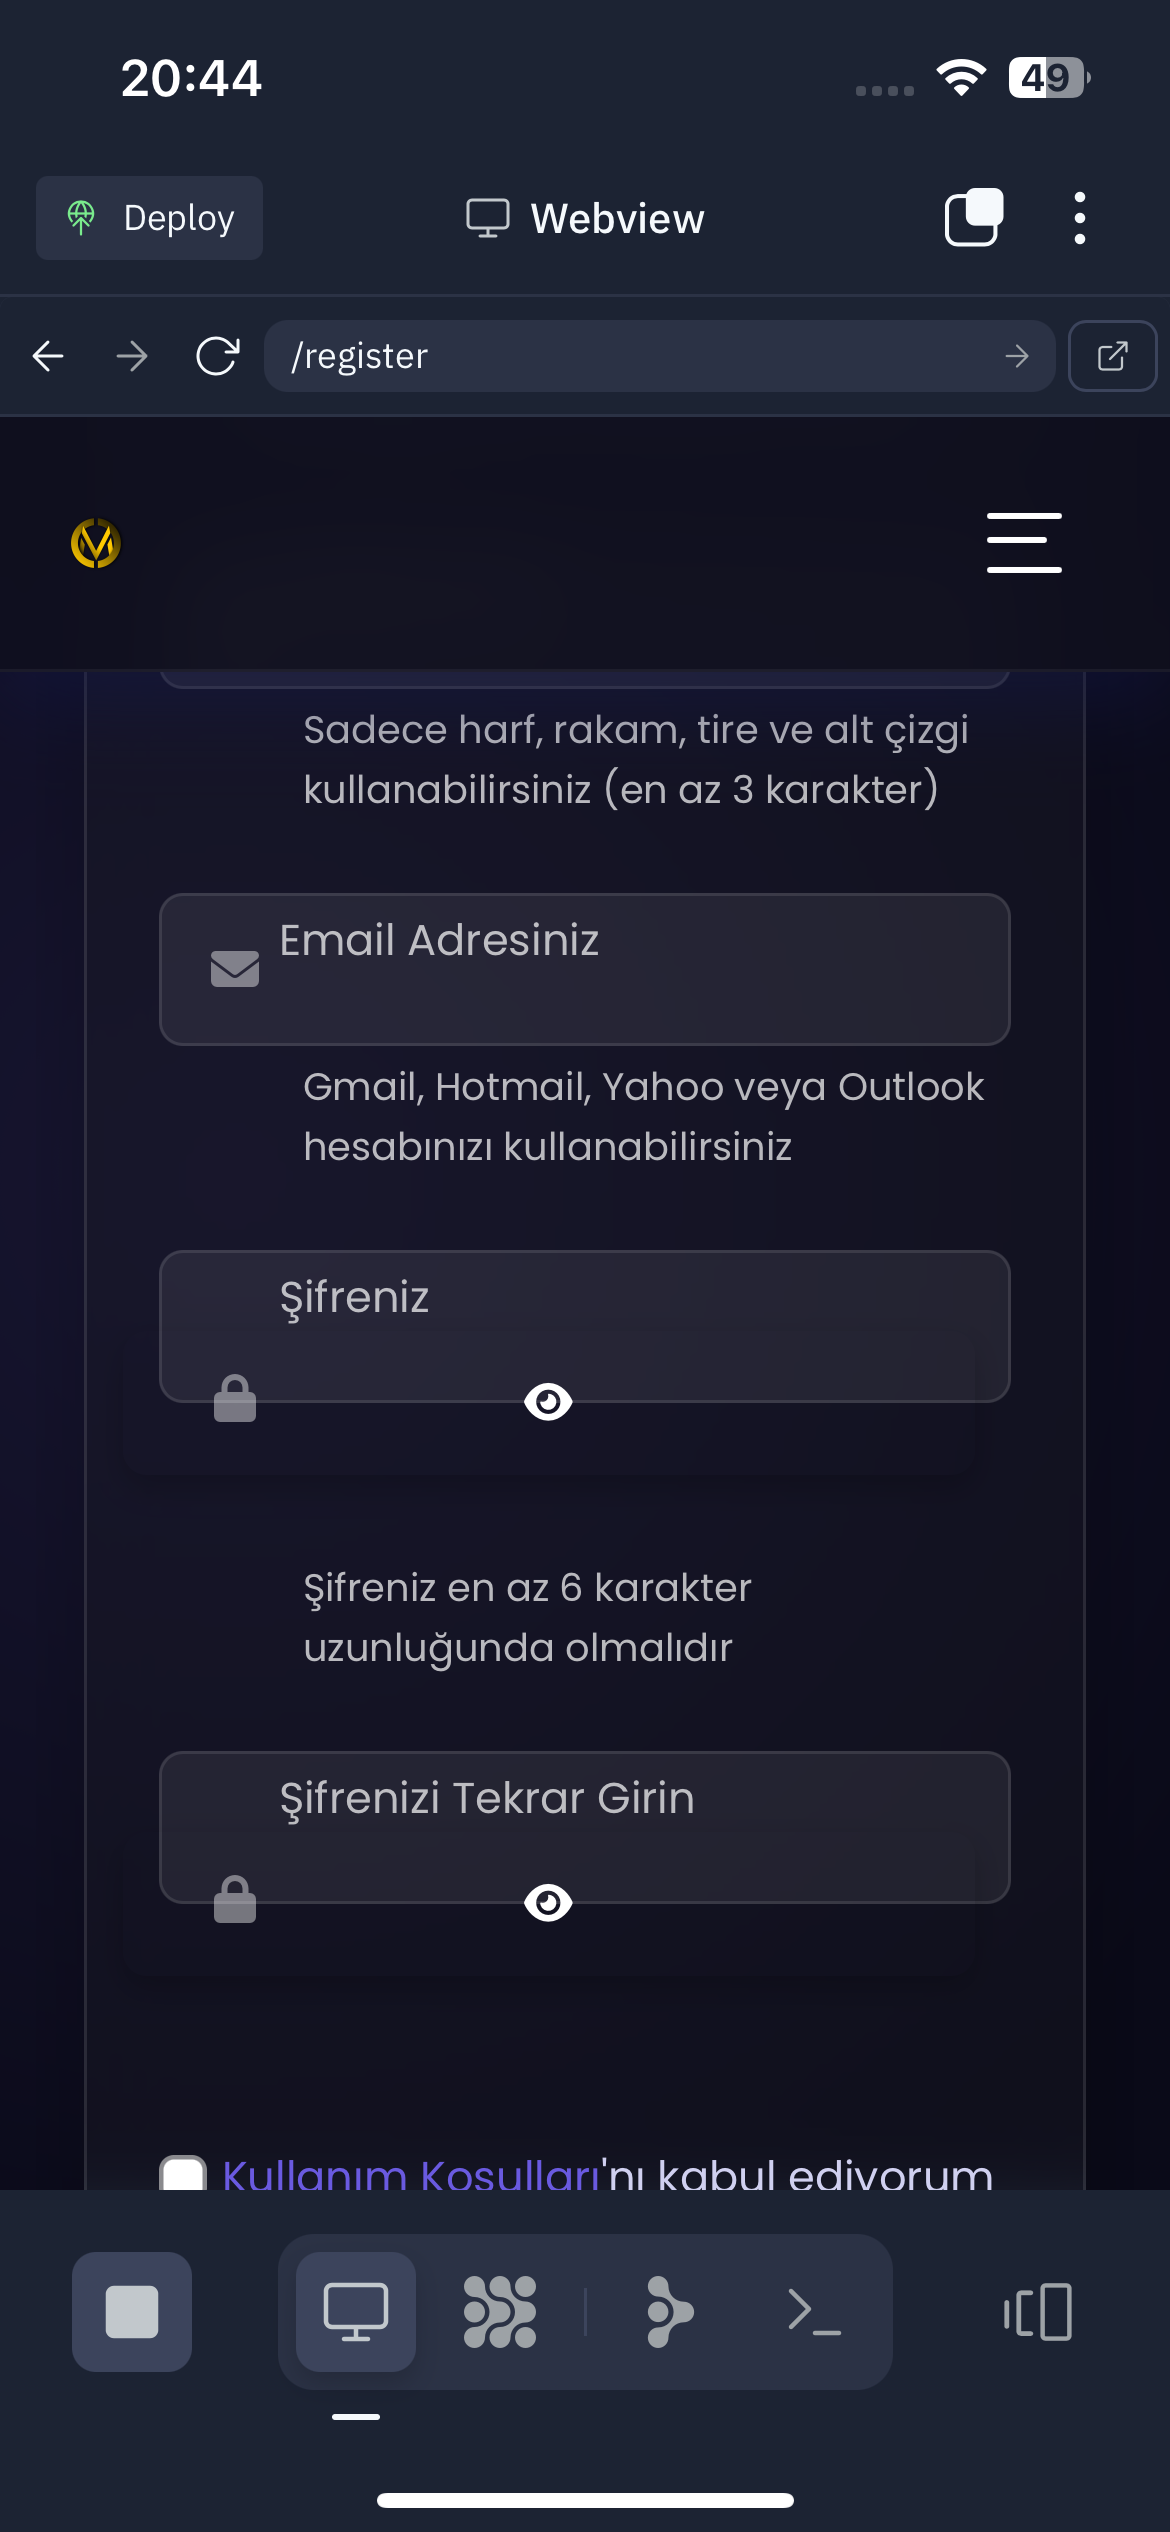 20:44
49
Deploy
Webview
/register
Sadece harf, rakam, tire ve alt çizgi
kullanabilirsiniz (en az 3 karakter)
Email Adresiniz
Gmail, Hotmail, Yahoo veya Outlook
hesabınızı kullanabilirsiniz
Şifreniz
Şifreniz en az 6 karakter
uzunluğunda olmalıdır
Şifrenizi Tekrar Girin
Kullanım Koşulları'nı kabul ediyorum